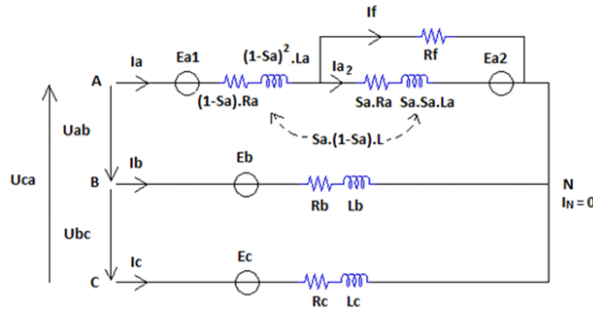 If
Rf
Ia
Ea1
(1-Sa)².La
Ia₂
Ea2
A
(1-Sa).Ra
Sa.Ra
Sa.Sa.La
Uab
Sa.(1-Sa).L
Uca
Ib
Eb
B
Rb
Lb
N
Iɴ = 0
Ubc
Ic
Ec
C
Rc
Lc